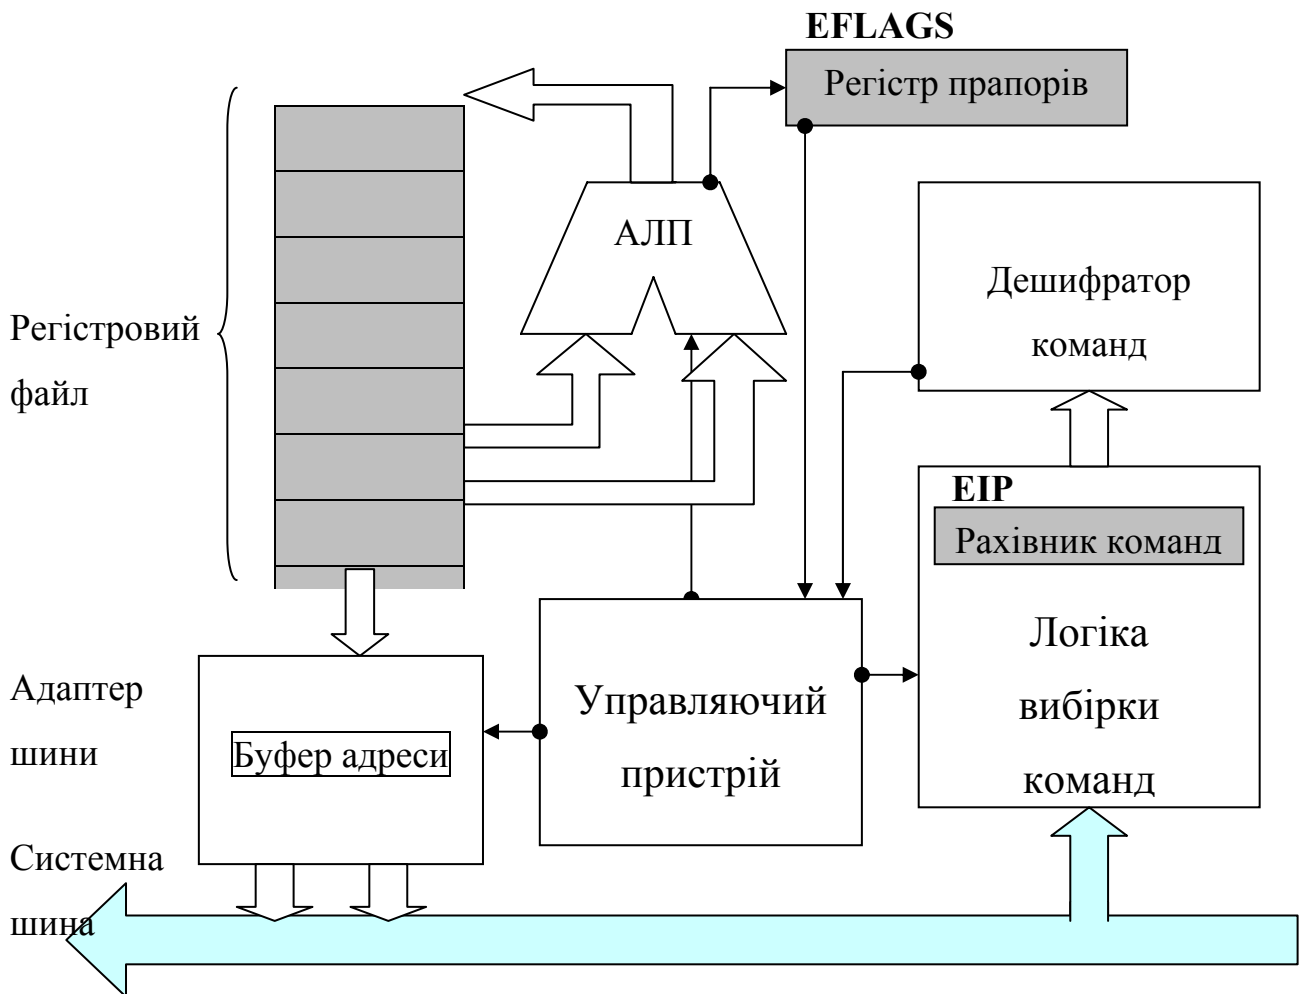 EFLAGS
Регістр прапорів
АЛП
Дешифратор
команд
Регістровий
файл
EIP
Рахівник команд
Логіка
вибірки
команд
Управляючий
пристрій
Адаптер
шини
Буфер адреси
Системна
шина